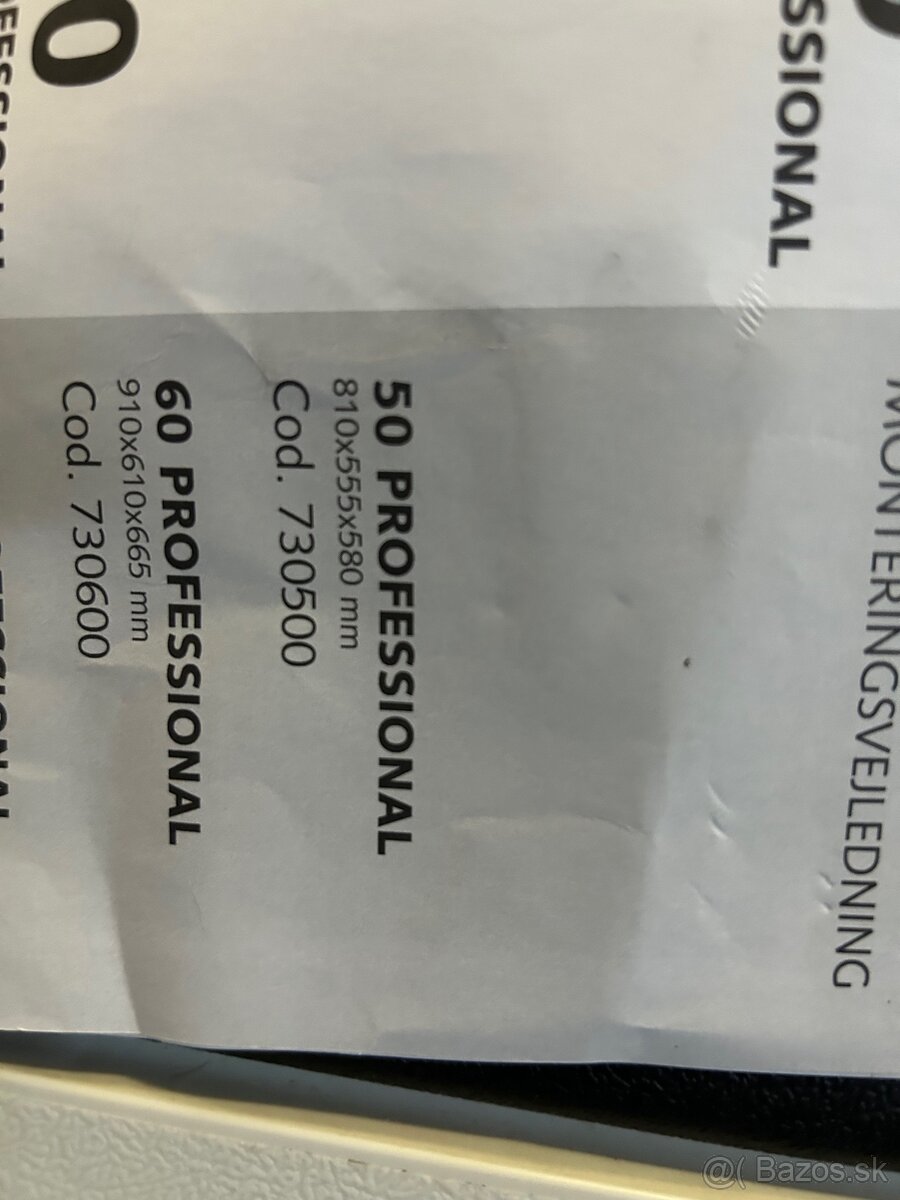 SSIONAL
MONTERINGSVEJLEDNING
50 PROFESSIONAL
810x555x580 mm
Cod. 730500
60 PROFESSIONAL
910x610x665 mm
Cod. 730600
@( Bazos.sk